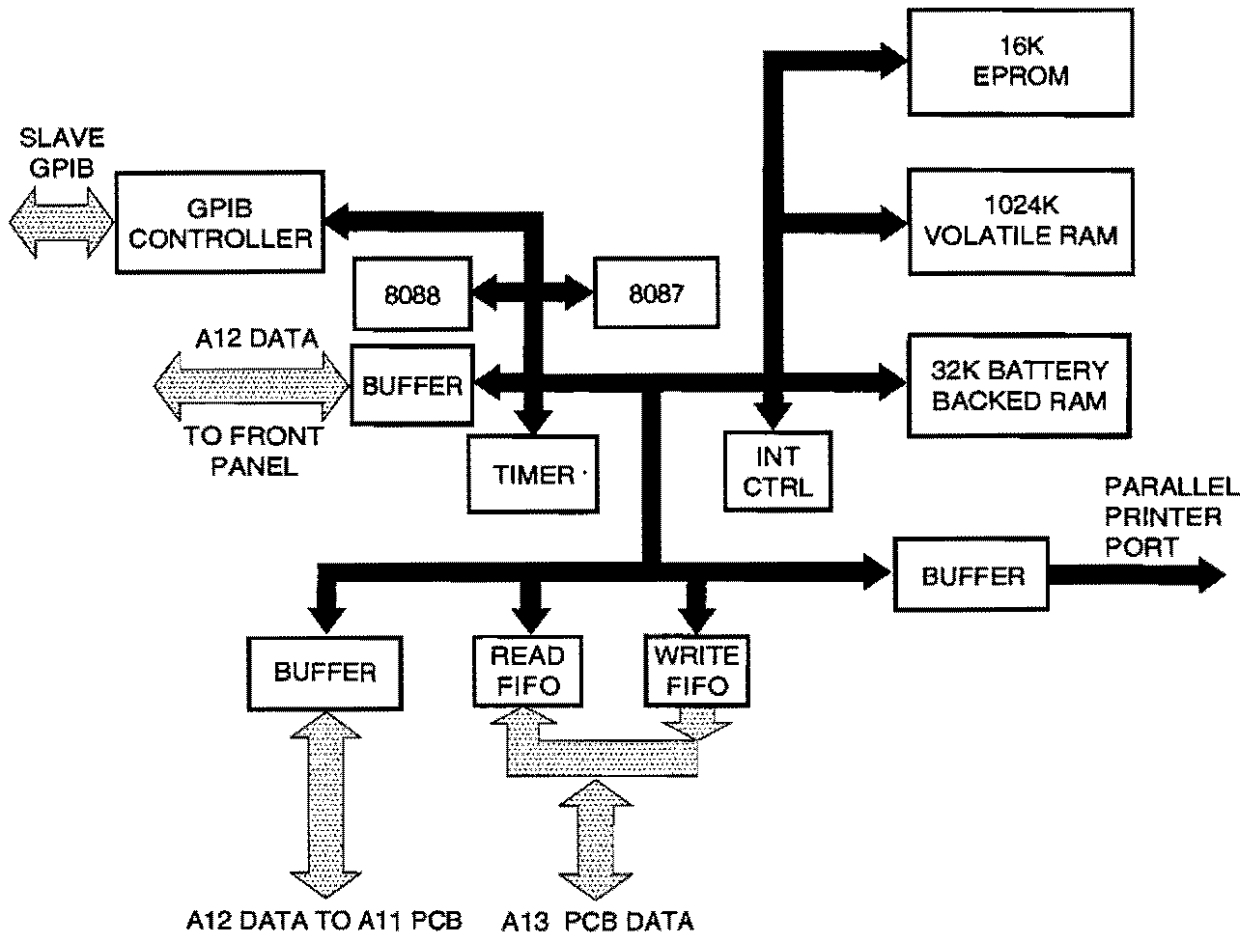 16K
EPROM
SLAVE
GPIB
GPIB
CONTROLLER
1024K
VOLATILE RAM
8088
8087
A12 DATA
BUFFER
TO FRONT
PANEL
32K BATTERY
BACKED RAM
TIMER
INT
CTRL
PARALLEL
PRINTER
PORT
BUFFER
BUFFER
READ
FIFO
WRITE
FIFO
A12 DATA TO A11 PCB
A13 PCB DATA